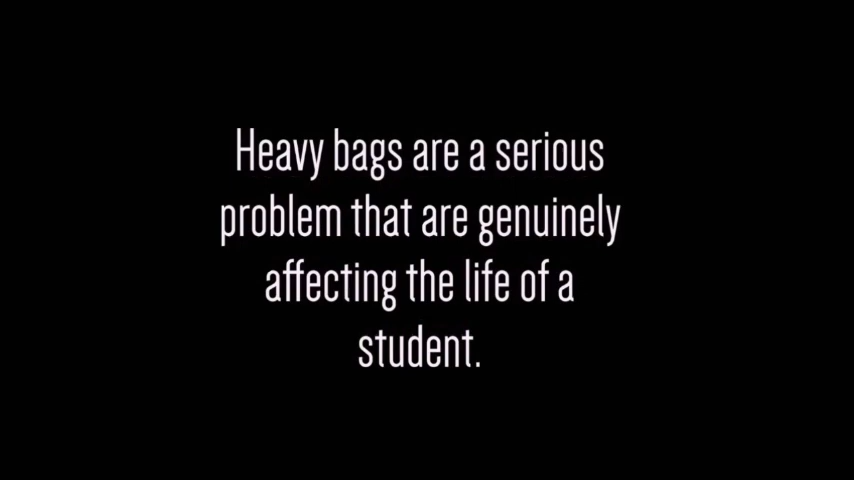 Heavy bags are a serious
problem that are genuinely
affecting the life of a
student.